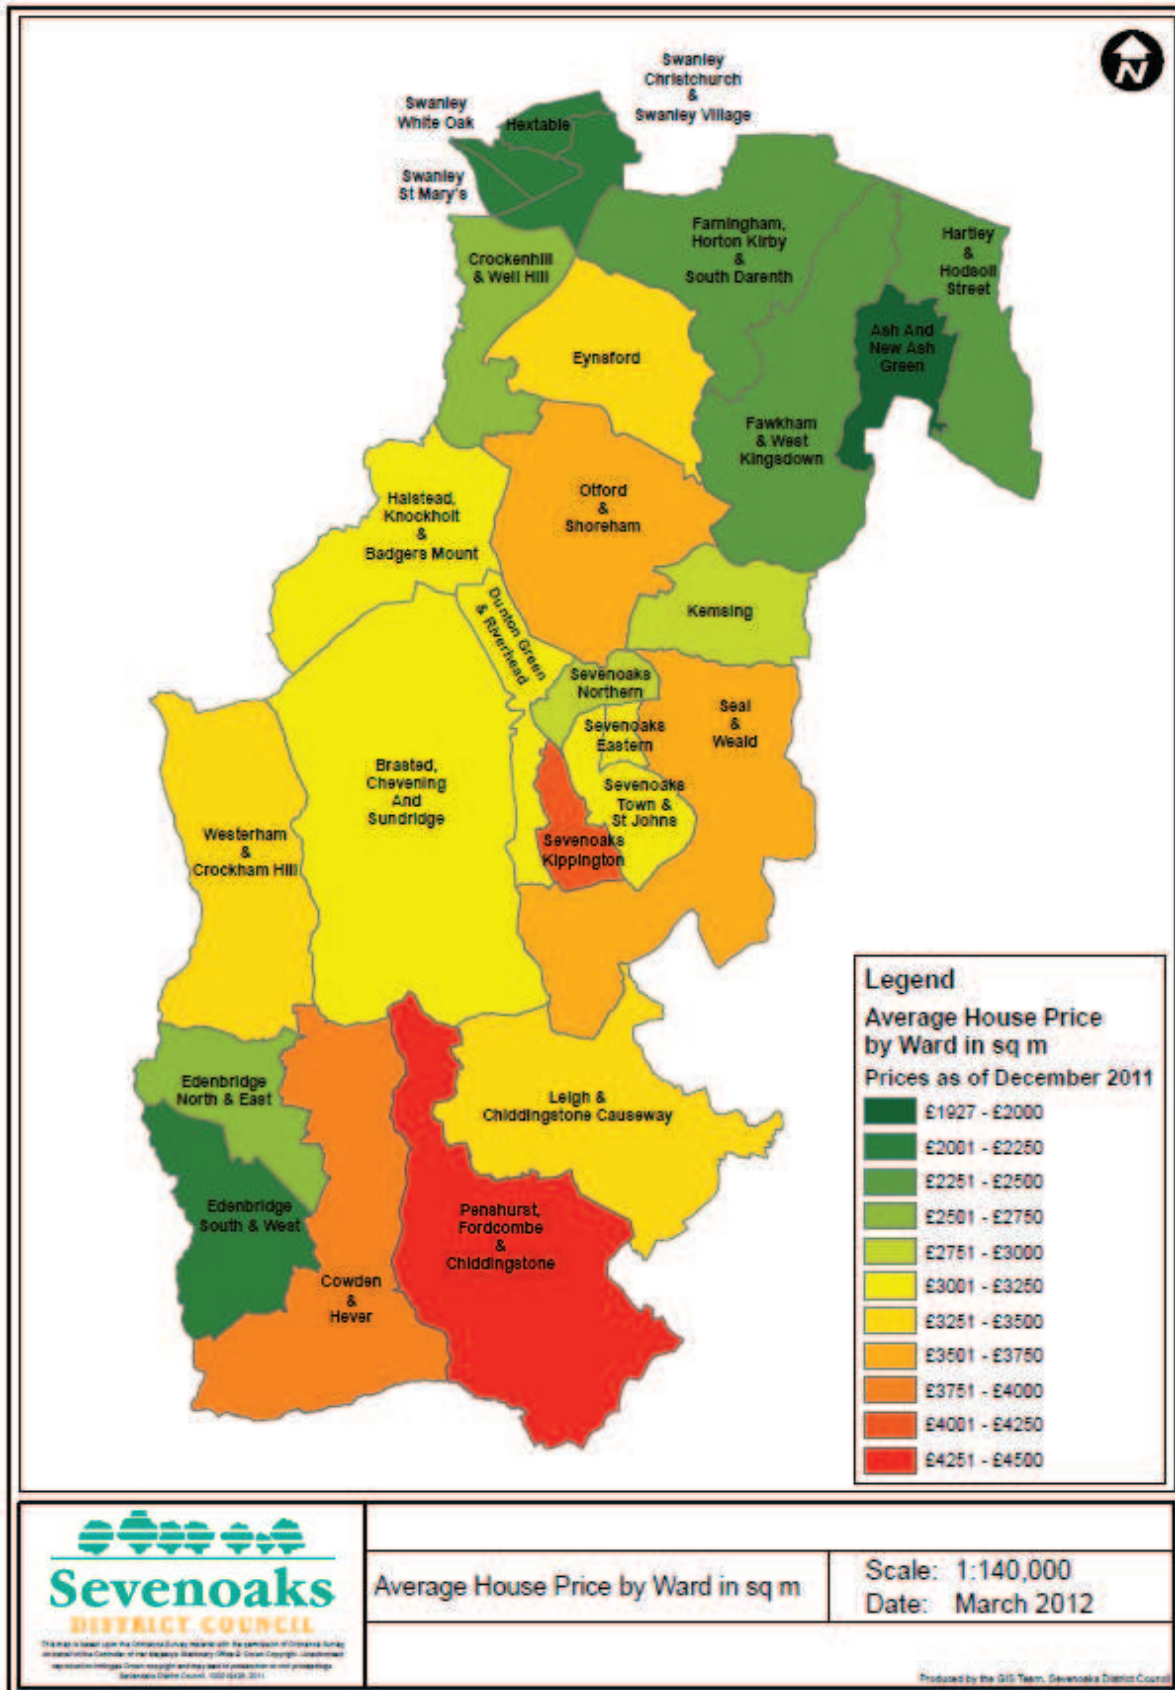 N
Swanley
Christchurch
&
Swanley Village
Swanley
White Oak
Hextable
Swanley
St Mary's
Farningham,
Horton Kirby
&
South Darenth
Hartley
&
Hodsoll
Street
Crockenhill
& Well Hill
Ash And
New Ash
Green
Eynsford
Fawkham
& West
Kingsdown
Halstead,
Knockholt
&
Badgers Mount
Otford
&
Shoreham
Dunton Green
& Riverhead
Kemsing
Sevenoaks
Northern
Seal
&
Weald
Sevenoaks
Eastern
Brasted,
Chevening
And
Sundridge
Sevenoaks
Town &
St Johns
Westerham
&
Crockham Hill
Sevenoaks
Kippington
Edenbridge
North & East
Leigh &
Chiddingstone Causeway
Edenbridge
South & West
Penshurst,
Fordcombe
&
Chiddingstone
Cowden
&
Hever
Legend
Average House Price
by Ward in sq m
Prices as of December 2011
£1927 - £2000
£2001 - £2250
£2251 - £2500
£2501 - £2750
£2751 - £3000
£3001 - £3250
£3251 - £3500
£3501 - £3750
£3751 - £4000
£4001 - £4250
£4251 - £4500
Sevenoaks
DISTRICT COUNCIL
Average House Price by Ward in sq m
Scale: 1:140,000
Date: March 2012
Produced by the GIS Team, Sevenoaks District Council